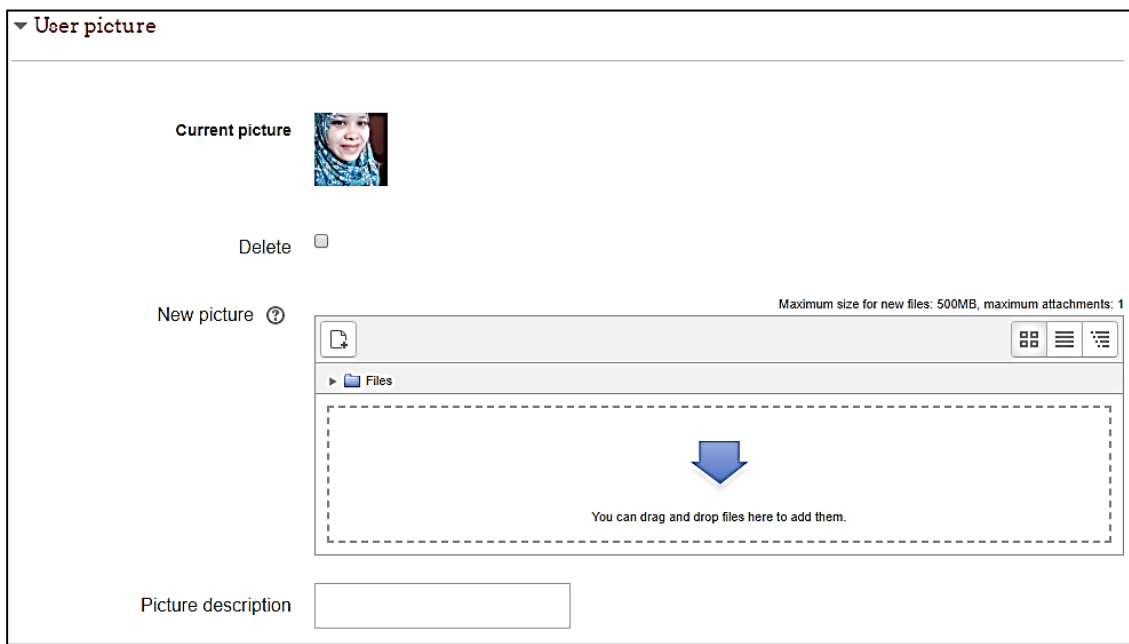 User picture
Current picture
Delete
New picture
Maximum size for new files: 500MB, maximum attachments: 1
Files
You can drag and drop files here to add them.
Picture description